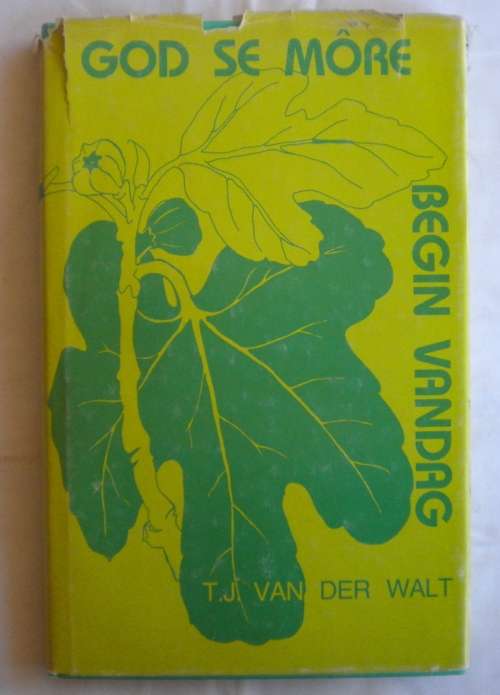 GOD SE MÔRE
BEGIN VANDAG
T.J. VAN DER WALT